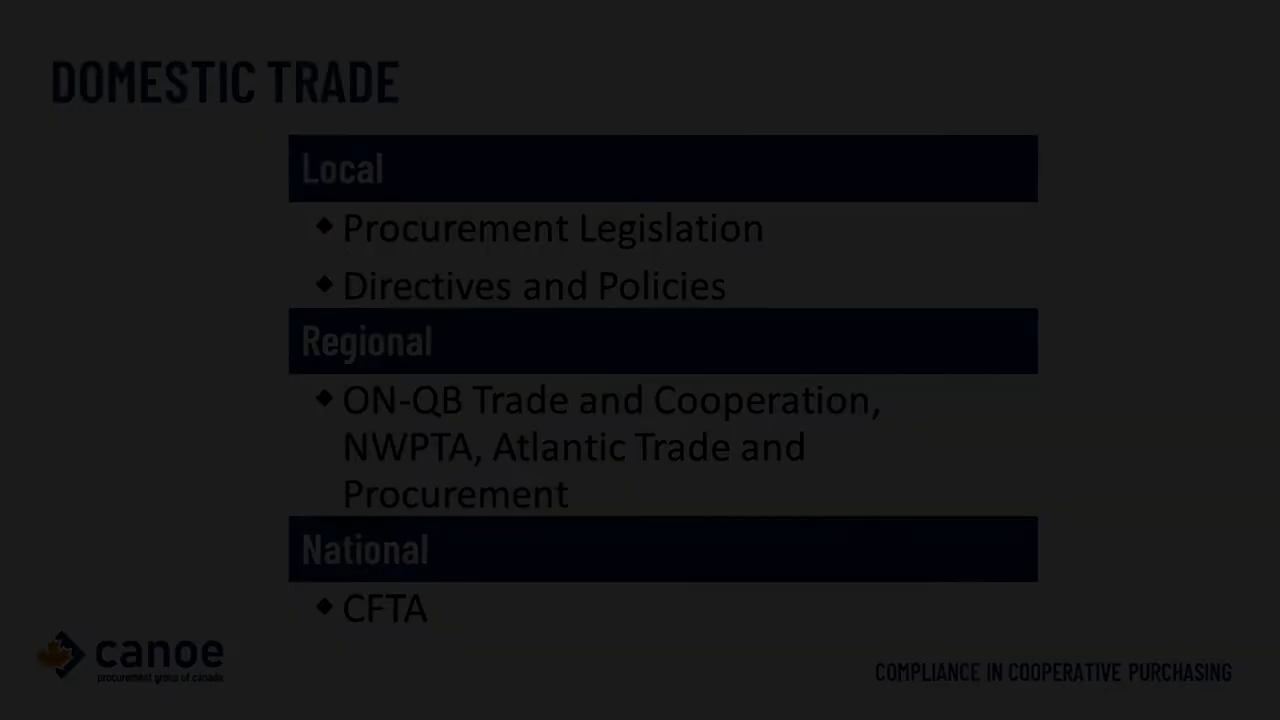 DOMESTIC TRADE
Local
◆ Procurement Legislation
◆ Directives and Policies
Regional
◆ ON-QB Trade and Cooperation,
NWPTA, Atlantic Trade and
Procurement
National
◆ CFTA
canoe
procurement group of canada
COMPLIANCE IN COOPERATIVE PURCHASING